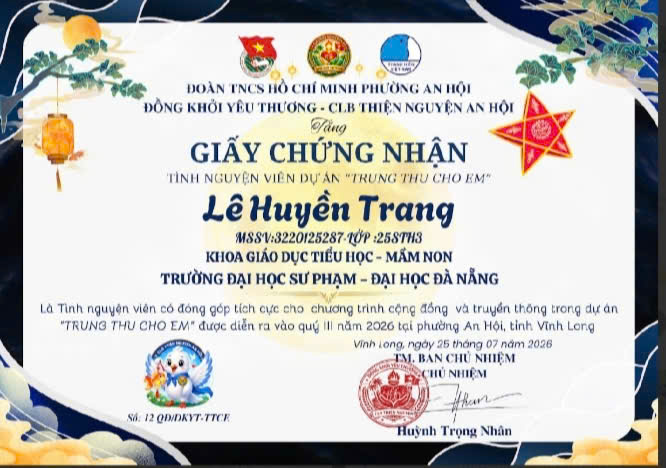 ĐOÀN TNCS HỒ CHÍ MINH PHƯỜNG AN HỘI
ĐỒNG KHỞI YÊU THƯƠNG - CLB THIỆN NGUYỆN AN HỘI
Tặng
GIẤY CHỨNG NHẬN
TÌNH NGUYỆN VIÊN DỰ ÁN "TRUNG THU CHO EM"
Lê Huyền Trang
MSSV:3220125287-LỚP :25STH3
KHOA GIÁO DỤC TIỂU HỌC - MẦM NON
TRƯỜNG ĐẠI HỌC SƯ PHẠM - ĐẠI HỌC ĐÀ NẴNG
Là Tình nguyện viên có đóng góp tích cực cho chương trình cộng đồng và truyền thông trong dự án
"TRUNG THU CHO EM" được diễn ra vào quý III năm 2026 tại phường An Hội, tỉnh Vĩnh Long
Vĩnh Long, ngày 25 tháng 07 năm 2026
TM. BAN CHỦ NHIỆM
CHỦ NHIỆM
Số: 12 QĐ/ĐKYT-TTCE
Huỳnh Trọng Nhân